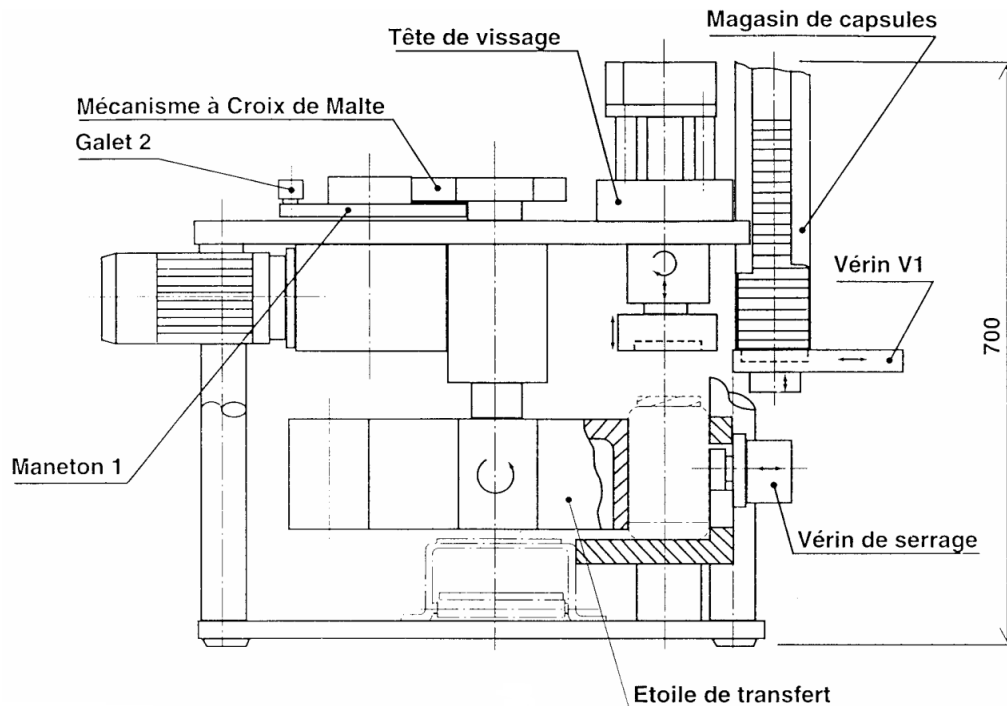 Magasin de capsules
Tête de vissage
Mécanisme à Croix de Malte
Galet 2
Vérin V1
700
Maneton 1
Vérin de serrage
Etoile de transfert